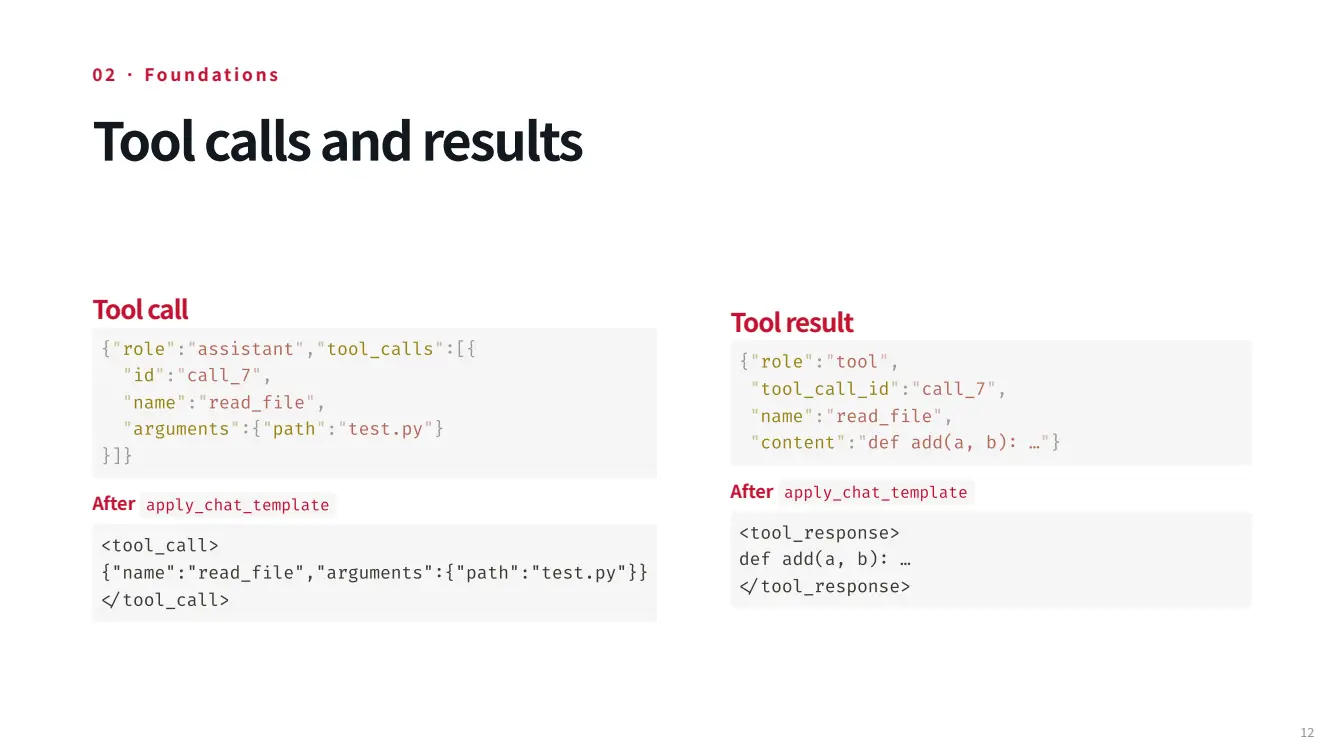 02 · Foundations
Tool calls and results
Tool call
{"role":"assistant","tool_calls":[{
  "id":"call_7",
  "name":"read_file",
  "arguments":{"path":"test.py"}
}]}
After apply_chat_template
<tool_call>
{"name":"read_file","arguments":{"path":"test.py"}}
</tool_call>
Tool result
{"role":"tool",
 "tool_call_id":"call_7",
 "name":"read_file",
 "content":"def add(a, b): …"}
After apply_chat_template
<tool_response>
def add(a, b): …
</tool_response>
12